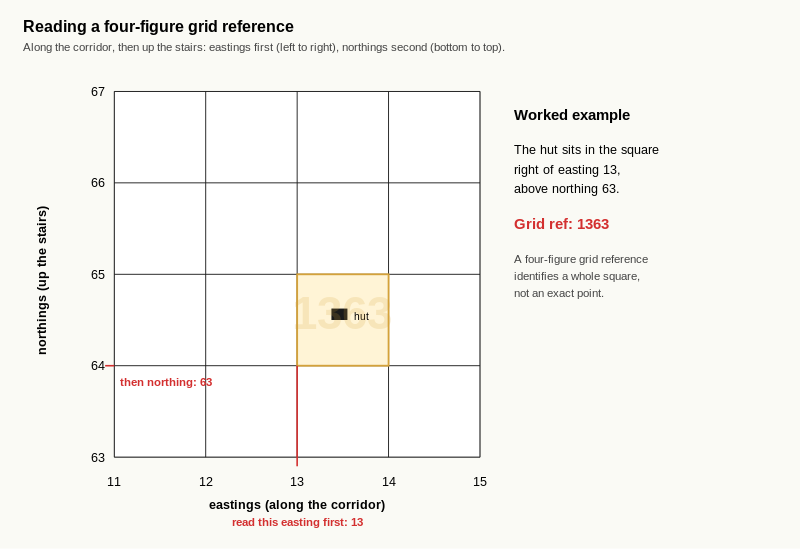 Reading a four-figure grid reference
Along the corridor, then up the stairs: eastings first (left to right), northings second (bottom to top).
67
66
65
64
63
northings (up the stairs)
1363
hut
then northing: 63
11 12 13 14 15
eastings (along the corridor)
read this easting first: 13
Worked example
The hut sits in the square
right of easting 13,
above northing 63.
Grid ref: 1363
A four-figure grid reference
identifies a whole square,
not an exact point.